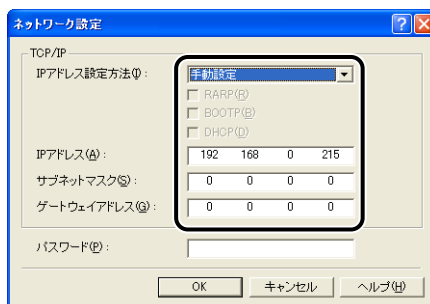 ネットワーク設定
TCP/IP
IPアドレス設定方法(I): 手動設定
RARP(R)
BOOTP(B)
DHCP(D)
IPアドレス(A): 192 168 0 215
サブネットマスク(S): 0 0 0 0
ゲートウェイアドレス(G): 0 0 0 0
パスワード(P):
OK キャンセル ヘルプ(H)